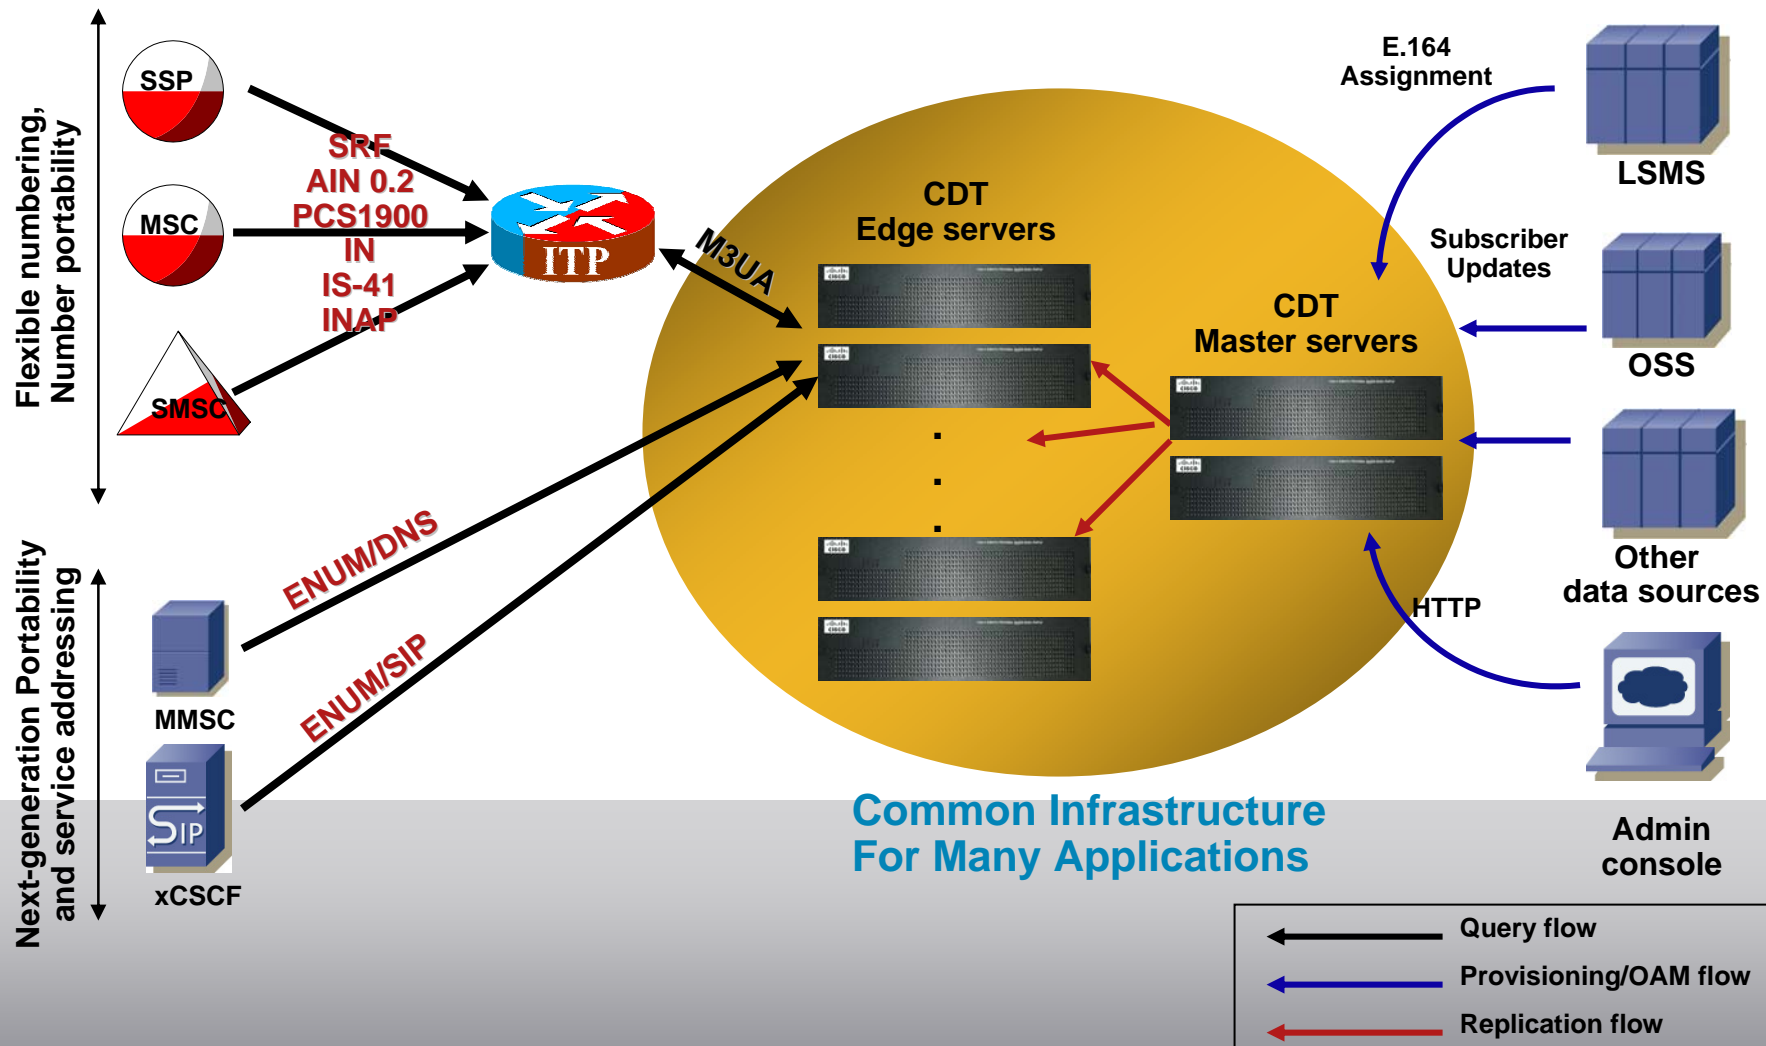 Flexible numbering,
Number portability
SSP
MSC
SMSC
SRF
AIN 0.2
PCS1900
IN
IS-41
INAP
ITP
M3UA
CDT
Edge servers
CDT
Master servers
E.164
Assignment
LSMS
Subscriber
Updates
OSS
Other
data sources
HTTP
Admin
console
Next-generation Portability
and service addressing
ENUM/DNS
ENUM/SIP
MMSC
SIP
xCSCF
Common Infrastructure
For Many Applications
Query flow
Provisioning/OAM flow
Replication flow